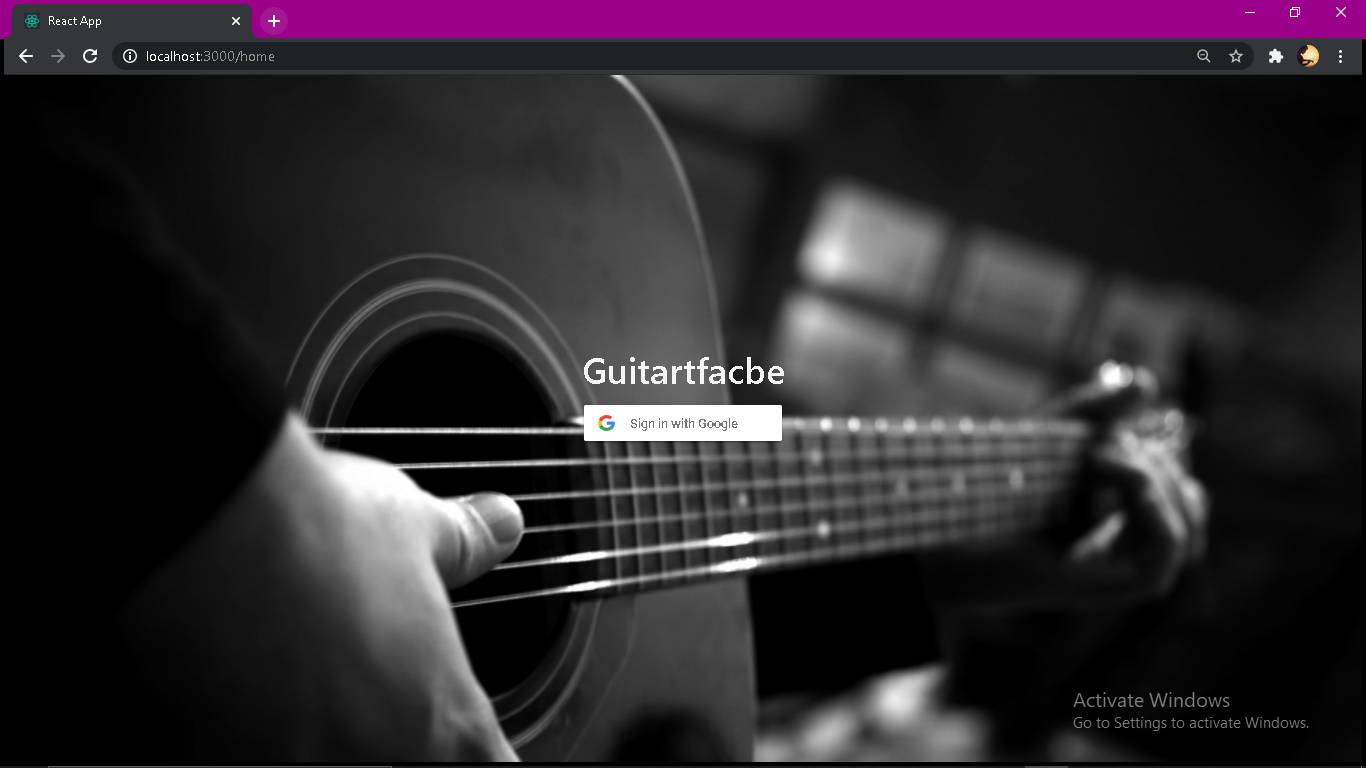 React App
localhost:3000/home
Guitartfacbe
Sign in with Google
Activate Windows
Go to Settings to activate Windows.